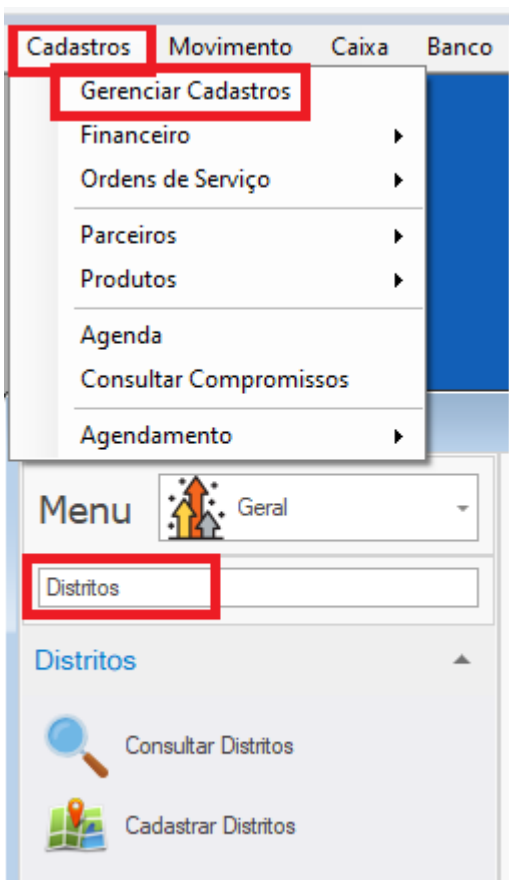 Cadastros Movimento Caixa Banco
Gerenciar Cadastros
Financeiro
Ordens de Serviço
Parceiros
Produtos
Agenda
Consultar Compromissos
Agendamento
Menu Geral
Distritos
Distritos
Consultar Distritos
Cadastrar Distritos